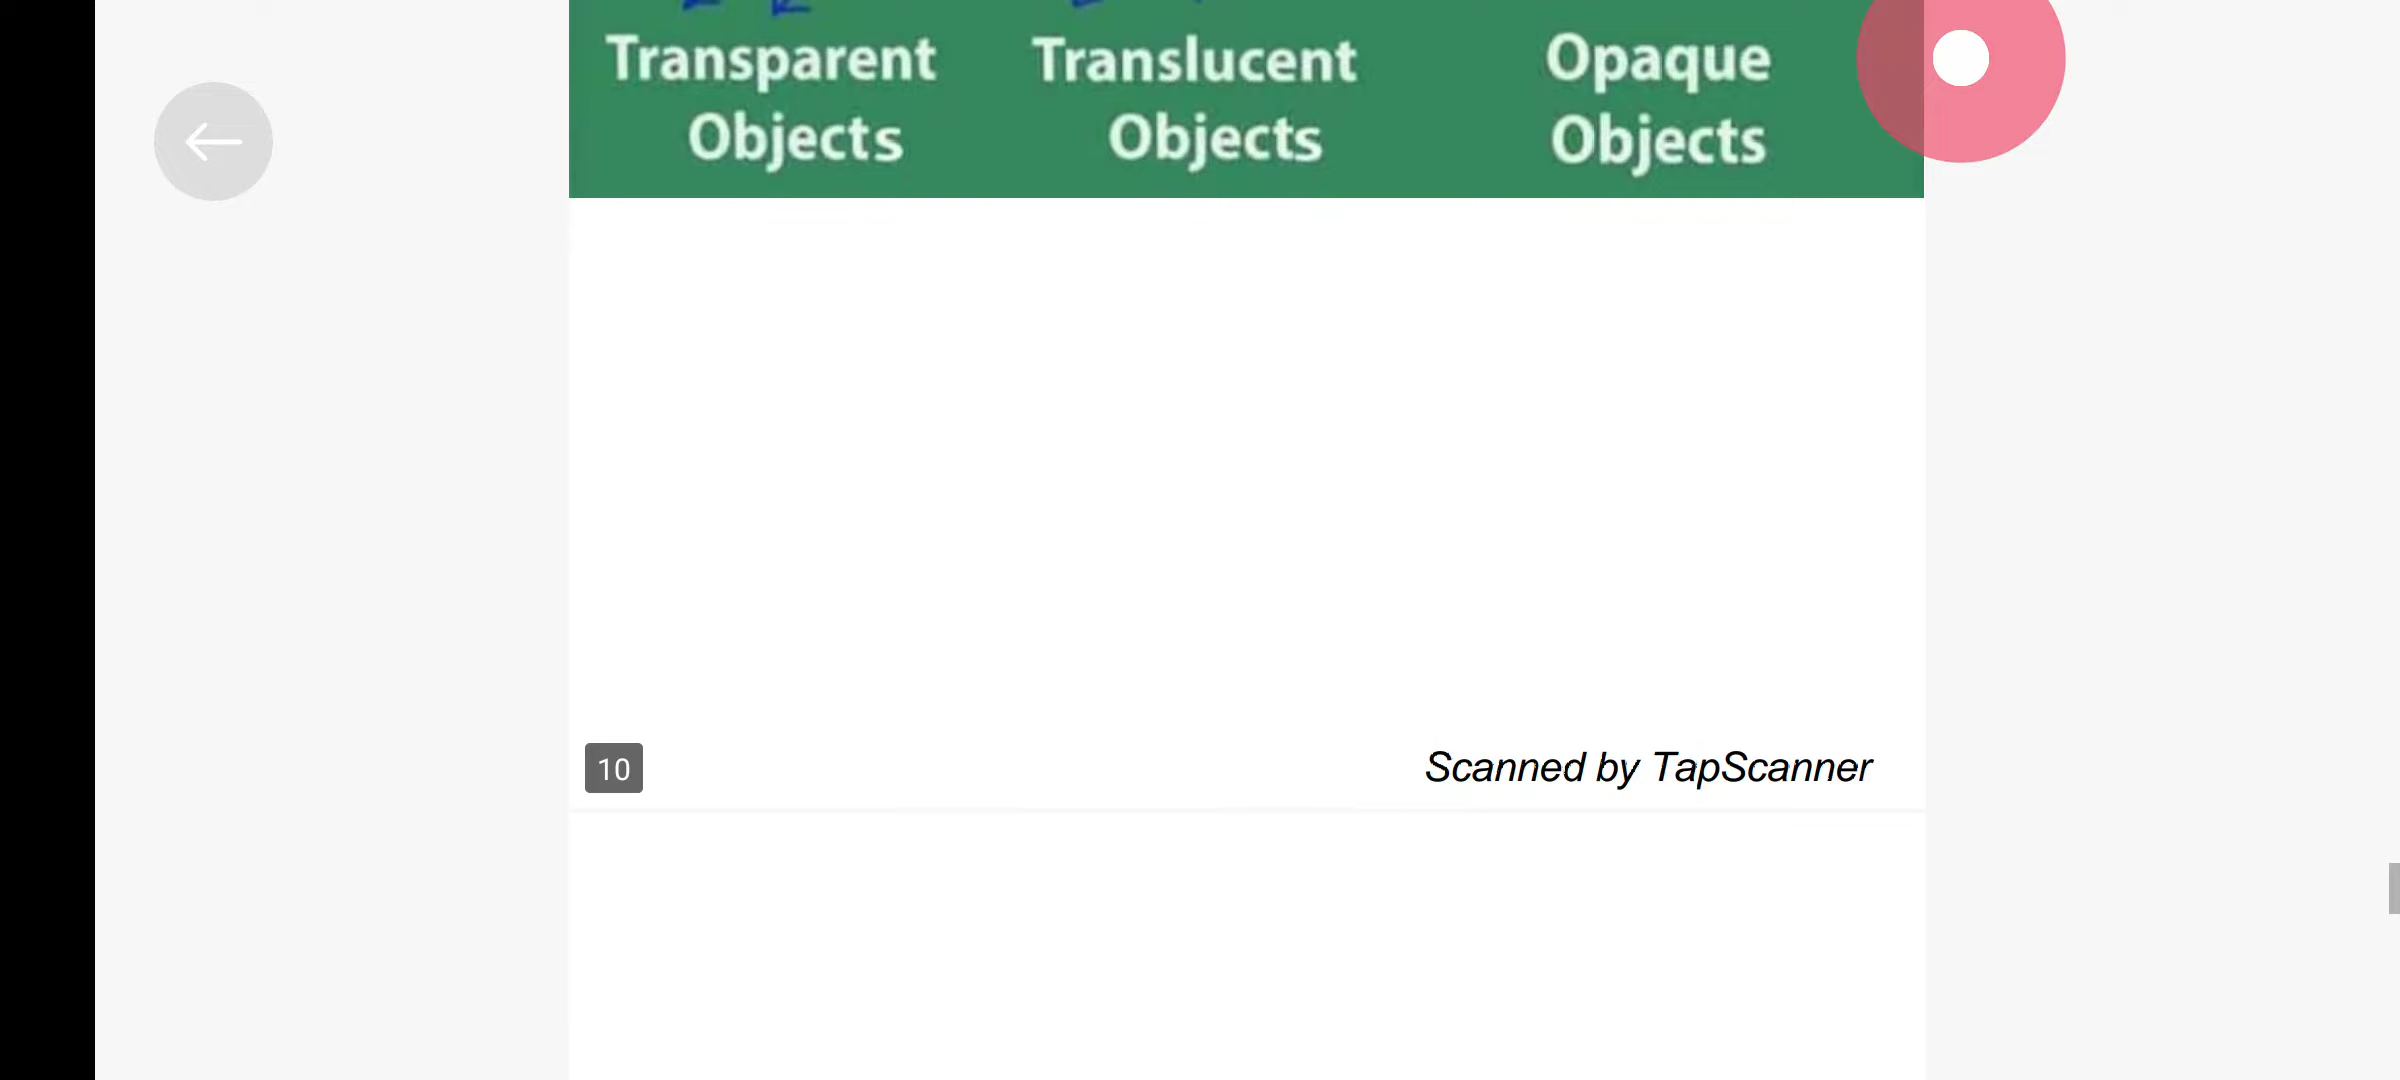 Transparent Translucent Opaque
Objects Objects Objects
10
Scanned by TapScanner